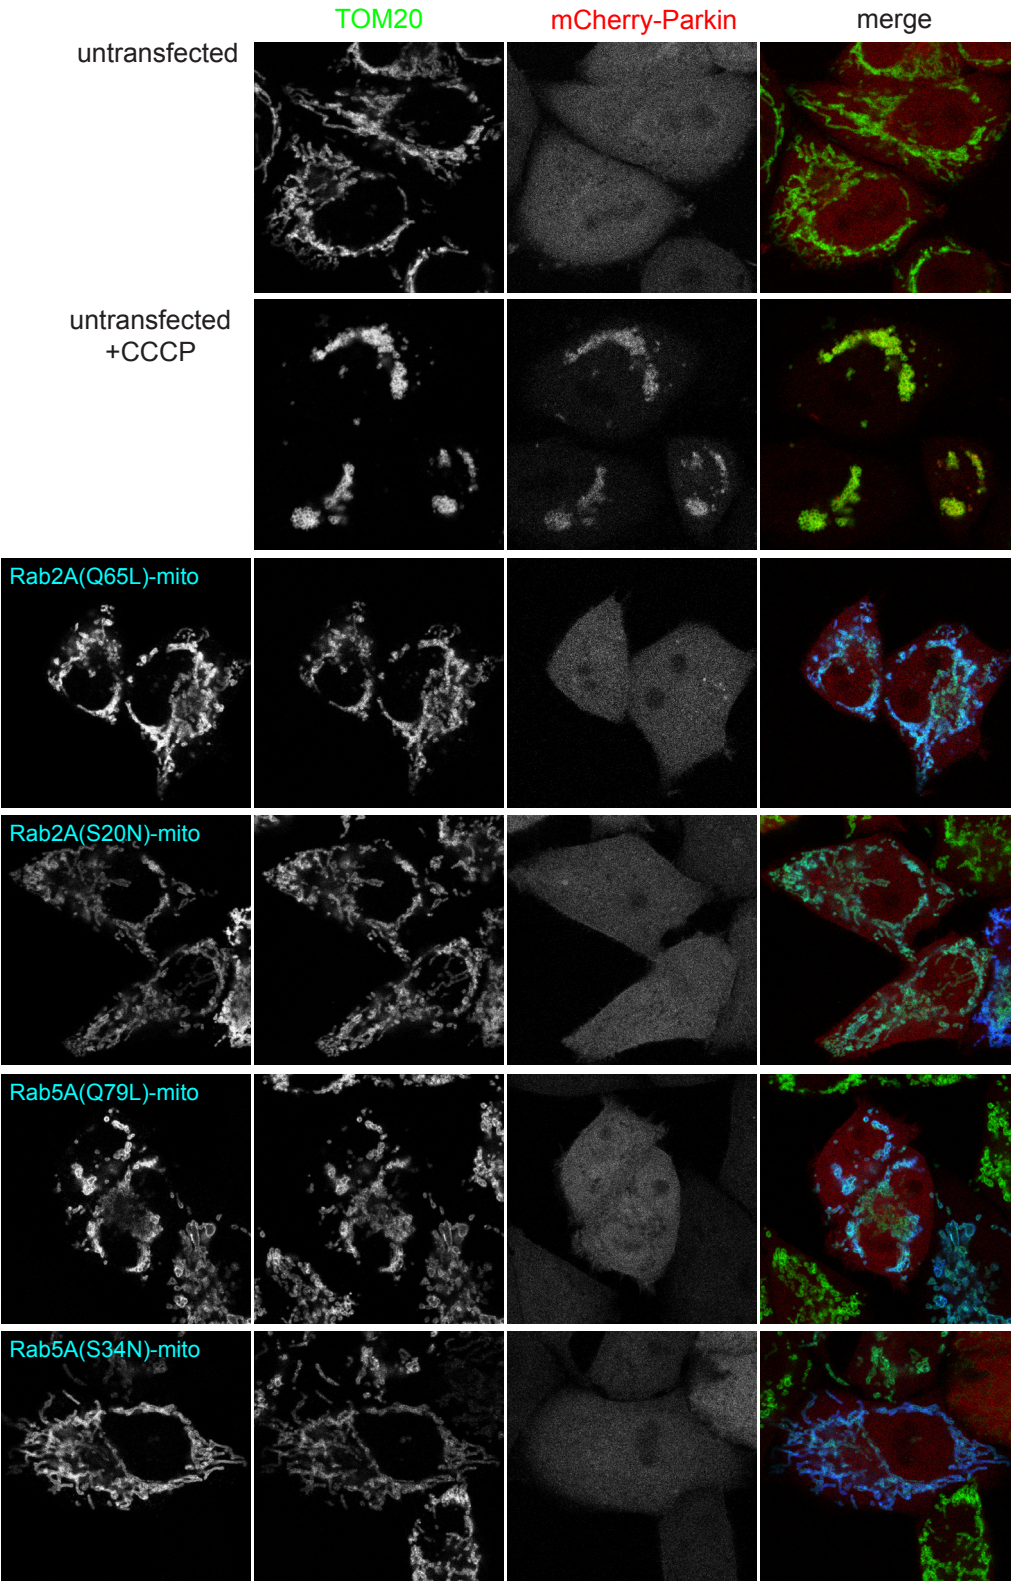 TOM20 mCherry-Parkin merge
untransfected
untransfected
+CCCP
Rab2A(Q65L)-mito
Rab2A(S20N)-mito
Rab5A(Q79L)-mito
Rab5A(S34N)-mito